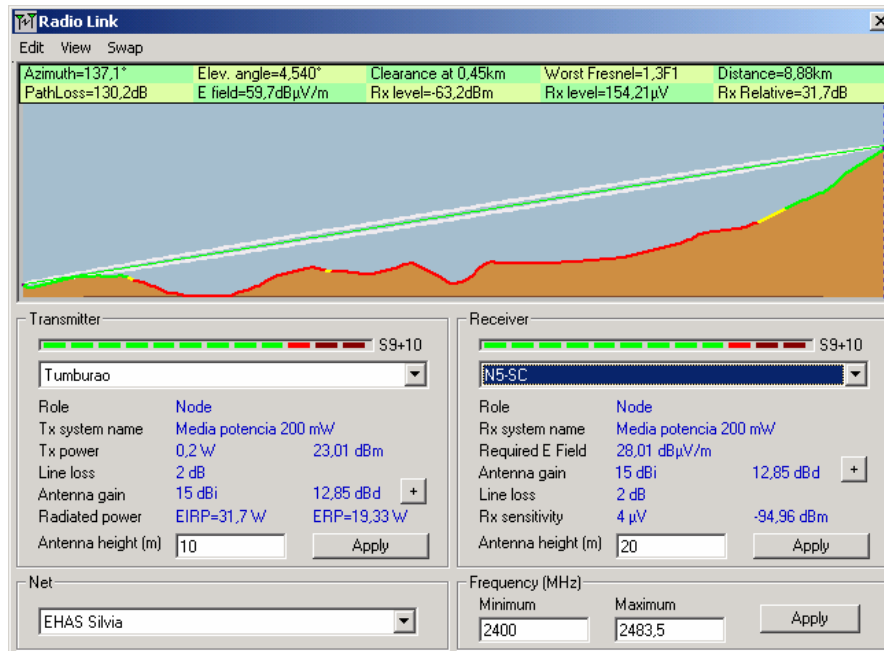 Radio Link
Edit View Swap
Azimuth=137,1° Elev. angle=4,540° Clearance at 0,45km Worst Fresnel=1,3F1 Distance=8,88km
PathLoss=130,2dB E field=59,7dBµV/m Rx level=-63,2dBm Rx level=154,21µV Rx Relative=31,7dB
Transmitter
S9+10
Tumburao
Role Node
Tx system name Media potencia 200 mW
Tx power 0,2 W 23,01 dBm
Line loss 2 dB
Antenna gain 15 dBi 12,85 dBd +
Radiated power EIRP=31,7 W ERP=19,33 W
Antenna height (m) 10 Apply
Receiver
S9+10
N5-SC
Role Node
Rx system name Media potencia 200 mW
Required E Field 28,01 dBµV/m
Antenna gain 15 dBi 12,85 dBd +
Line loss 2 dB
Rx sensitivity 4 µV -94,96 dBm
Antenna height (m) 20 Apply
Net
EHAS Silvia
Frequency (MHz)
Minimum Maximum
2400 2483,5 Apply